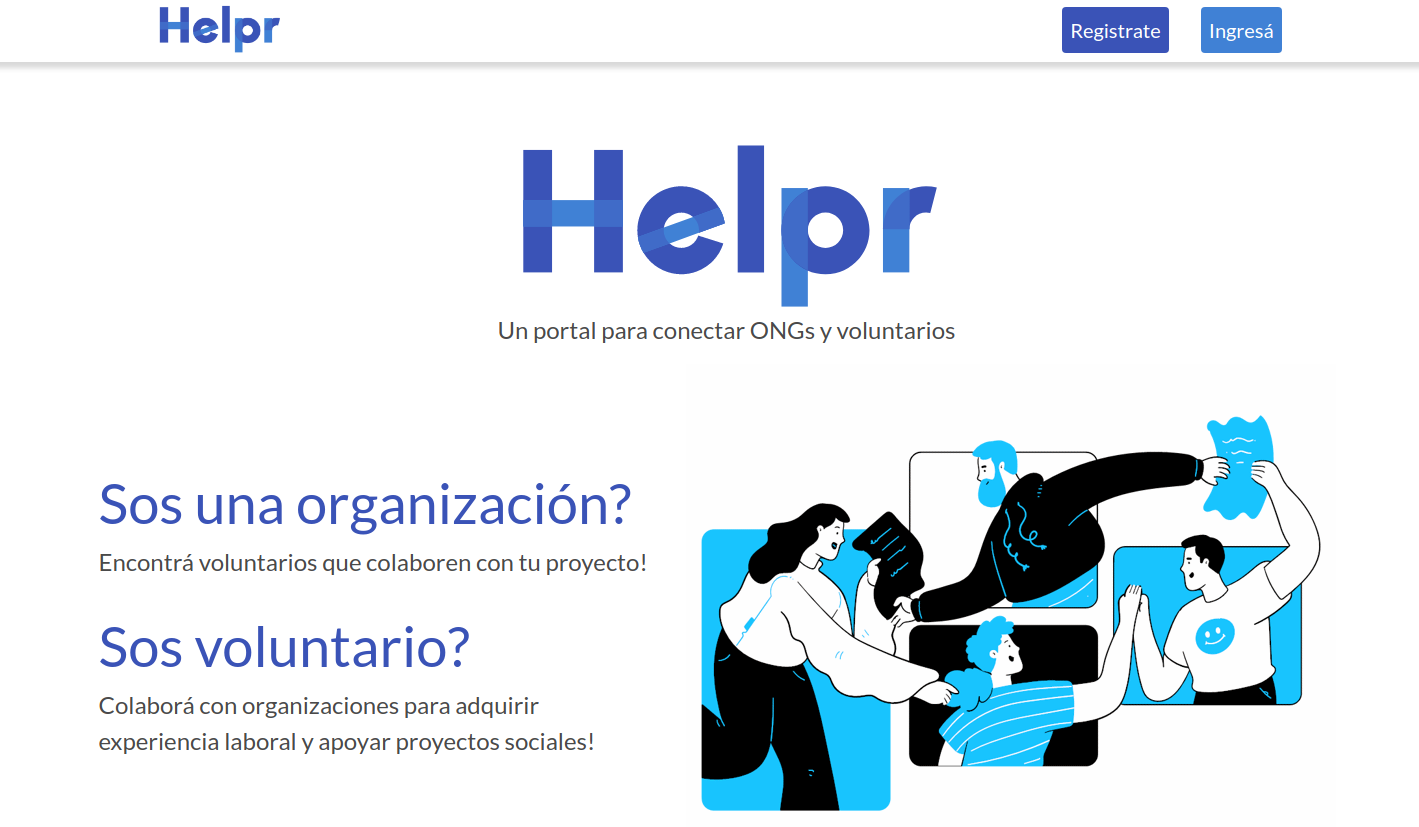 Helpr
Registrate
Ingresá
Helpr
Un portal para conectar ONGs y voluntarios
Sos una organización?
Encontrá voluntarios que colaboren con tu proyecto!
Sos voluntario?
Colaborá con organizaciones para adquirir
experiencia laboral y apoyar proyectos sociales!